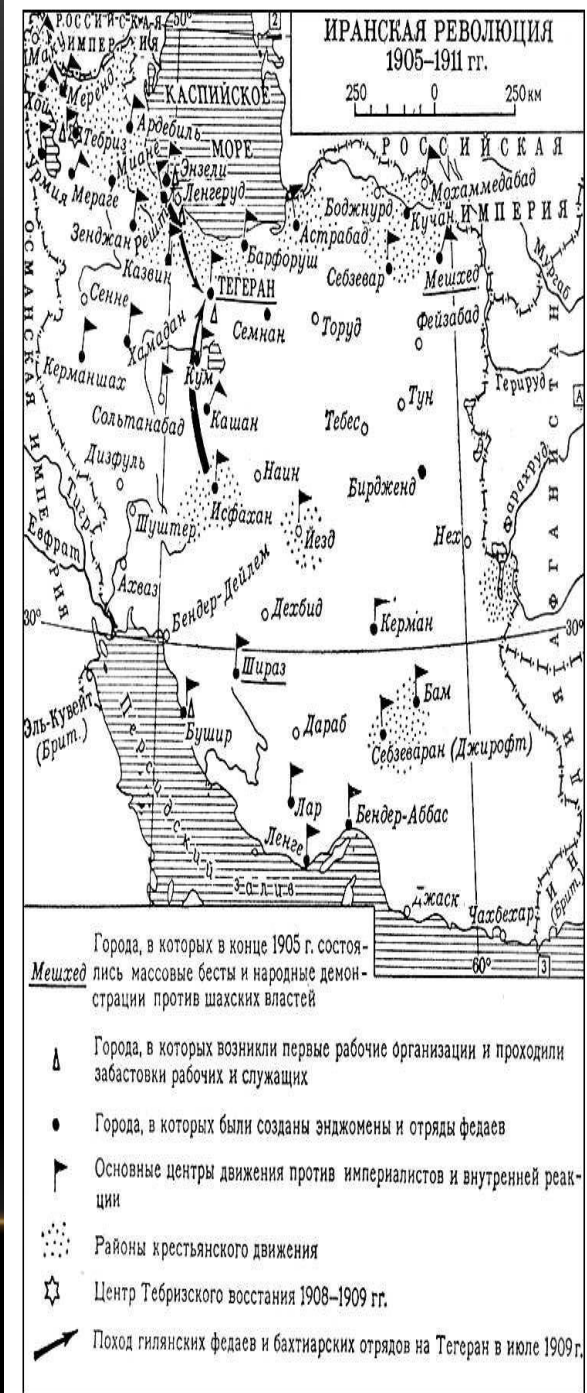 ИРАНСКАЯ РЕВОЛЮЦИЯ
1905–1911 гг.
250 0 250 км
РОССИЙСКАЯ
ИМПЕРИЯ
50°
2
Маку
Хой
Меренд
Тебриз
Ардебиль
Урмия
Миане
Мераге
КАСПИЙСКОЕ
МОРЕ
Энзели
Ленгеруд
Решт
Зенджан
Казвин
РОССИЙСКАЯ
ИМПЕРИЯ
Мохаммедабад
Боджнурд
Кучан
Астрабад
Барфоруш
Себзевар
Мешхед
Мургаб
ОСМАНСКАЯ ИМПЕРИЯ
Сенне
ТЕГЕРАН
Семнан
Торуд
Фейзабад
Хамадан
Керманшах
Кум
Кашан
Сольтанабад
Тебес
Тун
Герируд
А
АФГАНИСТАН
Дизфуль
Наин
Бирдженд
Фарахруд
Тигр
Шуштер
Исфахан
Йезд
Нех
Евфрат
Ахваз
Бендер-Дейлем
Дехбид
Керман
30°
30°
Шираз
Эль-Кувейт
(Брит.)
Персидский
залив
Бушир
Дараб
Бам
Себзеваран (Джирофт)
Лар
Бендер-Аббас
Ленге
Джаск
Чахбехар
(Брит.)
60°
3
Мешхед
Города, в которых в конце 1905 г. состоя-
лись массовые бесты и народные демон-
страции против шахских властей
Города, в которых возникли первые рабочие организации и проходили
забастовки рабочих и служащих
Города, в которых были созданы энджомены и отряды федаев
Основные центры движения против империалистов и внутренней реак-
ции
Районы крестьянского движения
Центр Тебризского восстания 1908–1909 гг.
Поход гилянских федаев и бахтиарских отрядов на Тегеран в июле 1909 г.